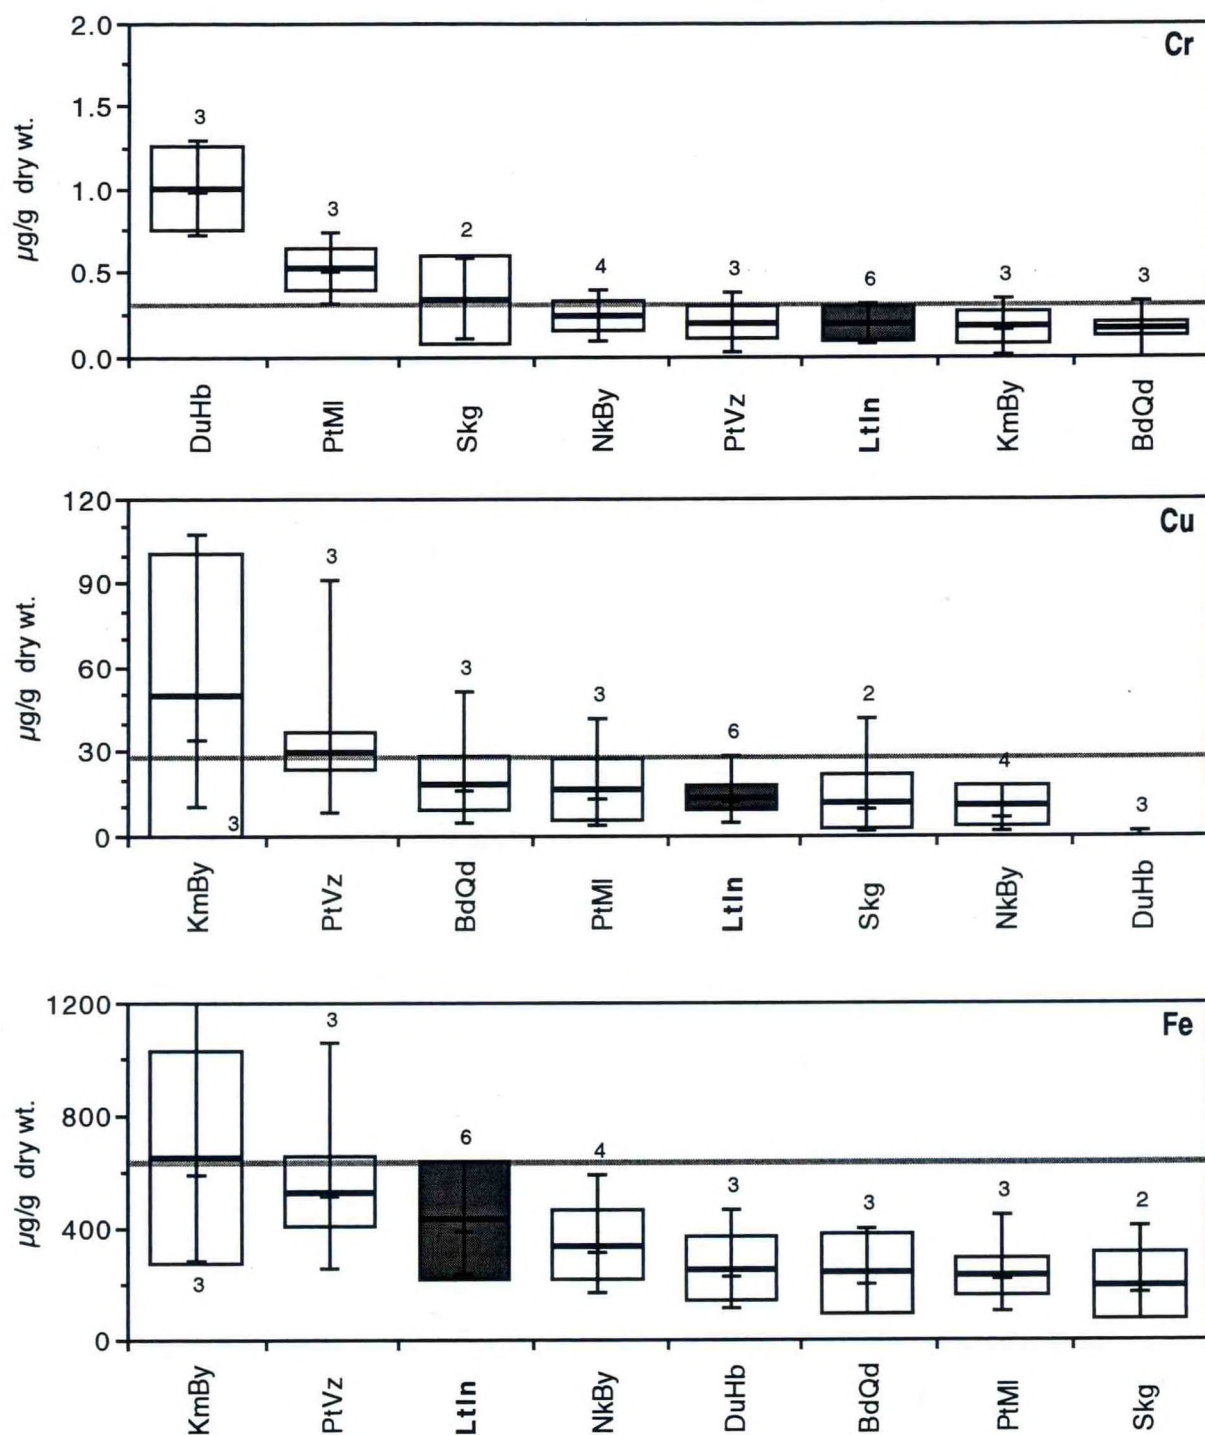 Cr
µg/g dry wt.
2.0
1.5
1.0
0.5
0.0
3
3
2
4
3
6
3
3
DuHb
PtMl
Skg
NkBy
PtVz
LtIn
KmBy
BdQd
Cu
µg/g dry wt.
120
90
60
30
0
3
3
3
3
6
2
4
3
KmBy
PtVz
BdQd
PtMl
LtIn
Skg
NkBy
DuHb
Fe
µg/g dry wt.
1200
800
400
0
3
3
6
4
3
3
3
2
KmBy
PtVz
LtIn
NkBy
DuHb
BdQd
PtMl
Skg